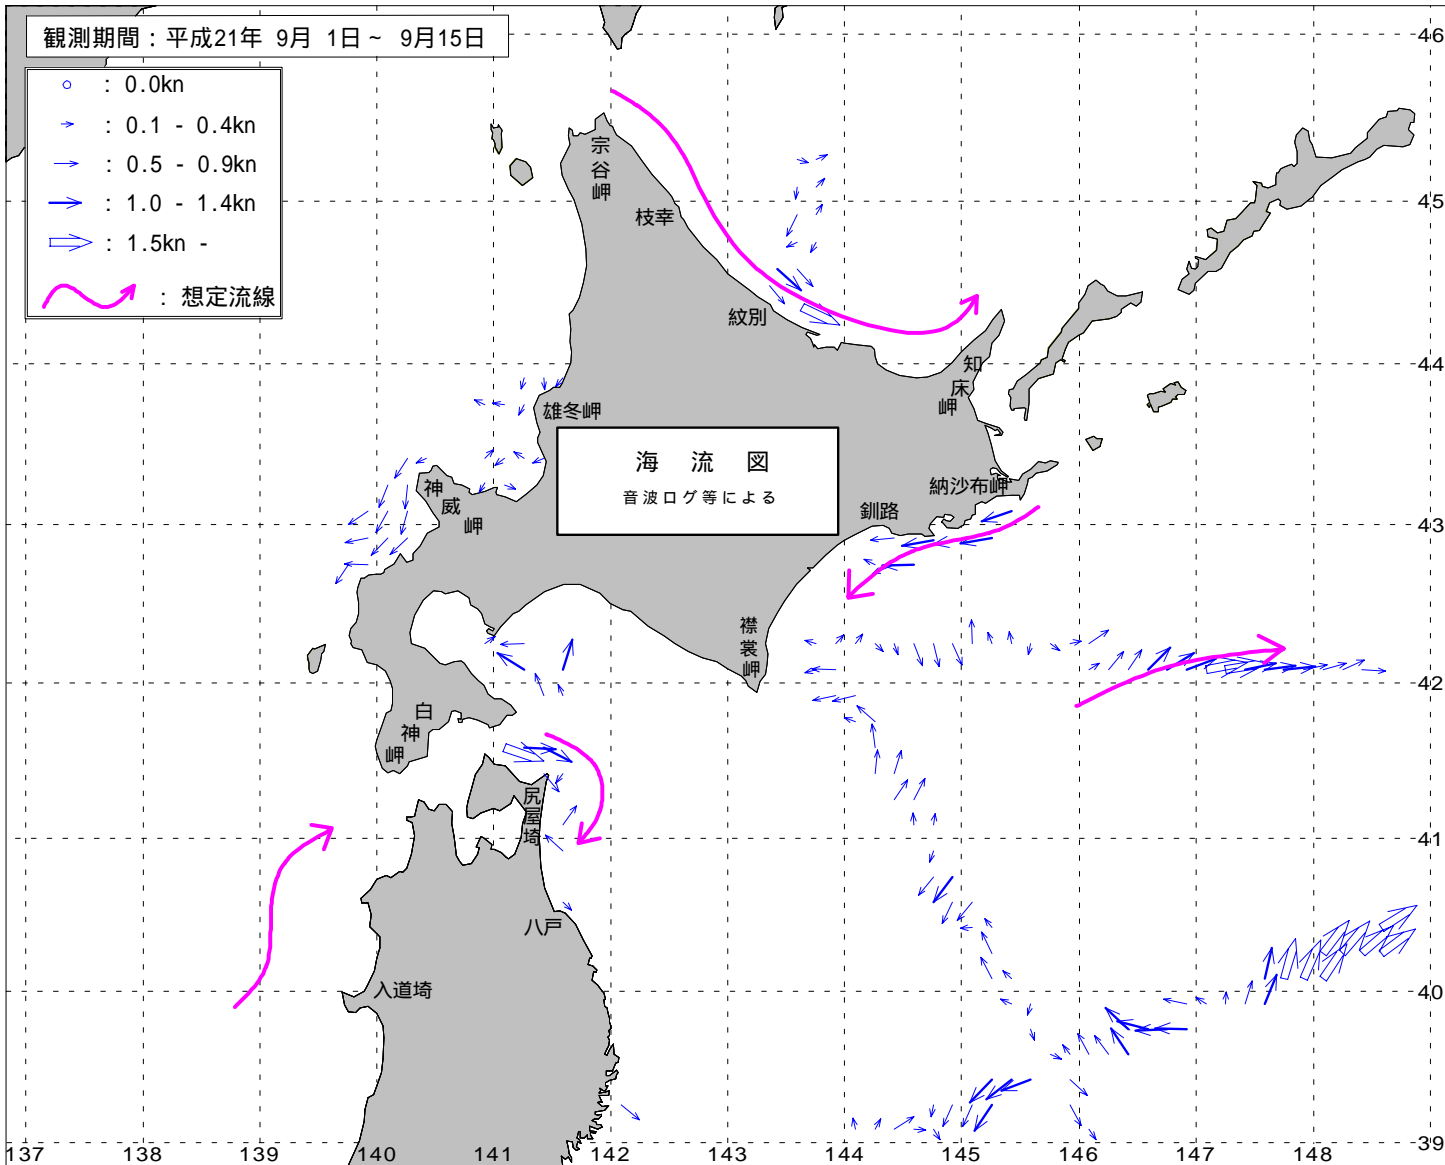 観測期間：平成21年 9月 1日～ 9月15日
：0.0kn
：0.1 - 0.4kn
：0.5 - 0.9kn
：1.0 - 1.4kn
：1.5kn -
：想定流線
宗谷岬
枝幸
紋別
知床岬
雄冬岬
海 流 図
音波ログ等による
神威岬
納沙布岬
釧路
襟裳岬
白神岬
尻屋埼
八戸
入道埼
46
45
44
43
42
41
40
39
137
138
139
140
141
142
143
144
145
146
147
148